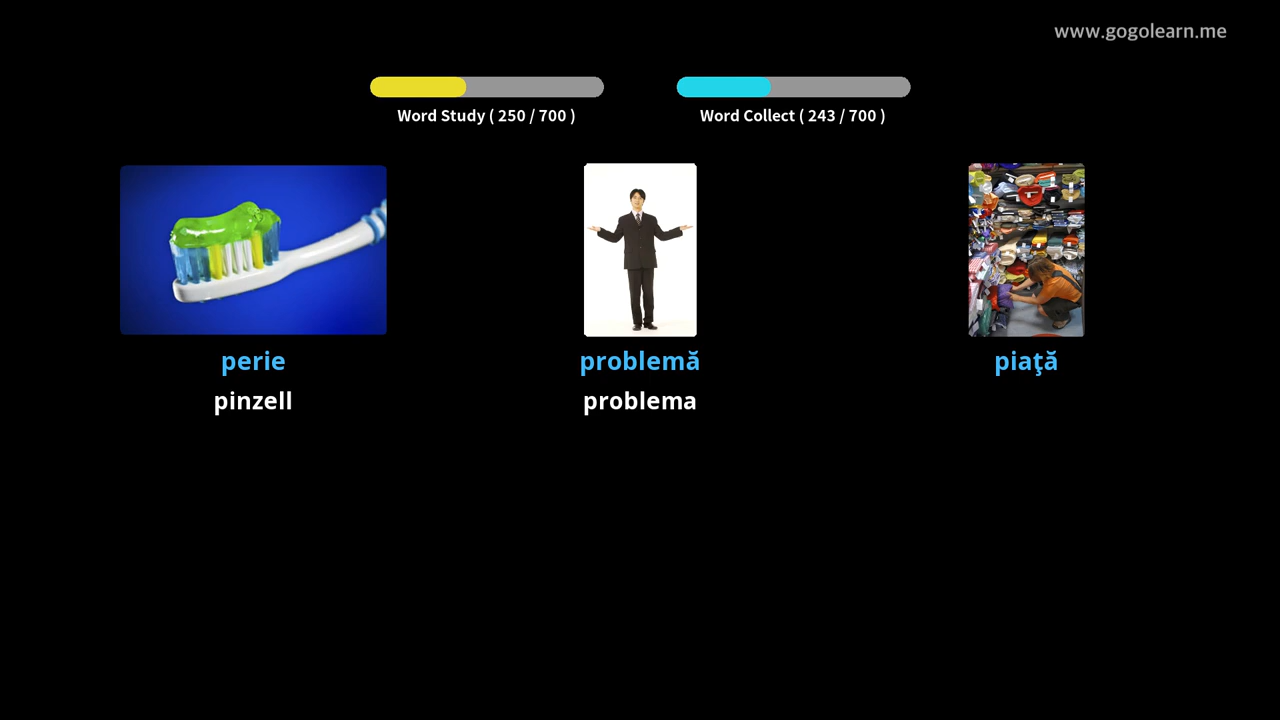 www.gogolearn.me
Word Study ( 250 / 700 )
Word Collect ( 243 / 700 )
perie
problemă
piaţă
pinzell
problema